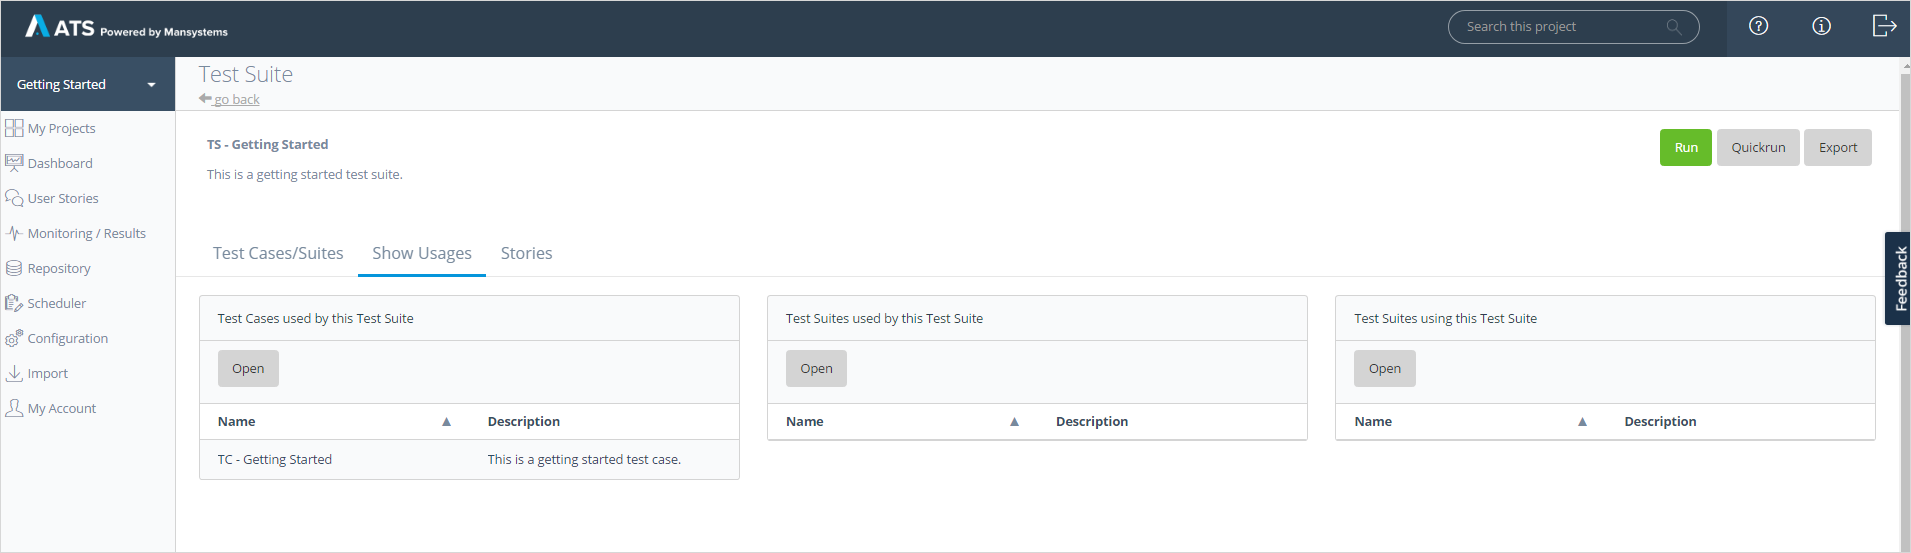 ATS Powered by Mansystems
Search this project
Getting Started
My Projects
Dashboard
User Stories
Monitoring / Results
Repository
Scheduler
Configuration
Import
My Account
Test Suite
go back
TS - Getting Started
This is a getting started test suite.
Run Quickrun Export
Test Cases/Suites Show Usages Stories
Test Cases used by this Test Suite
Open
Name Description
TC - Getting Started This is a getting started test case.
Test Suites used by this Test Suite
Open
Name Description
Test Suites using this Test Suite
Open
Name Description
Feedback